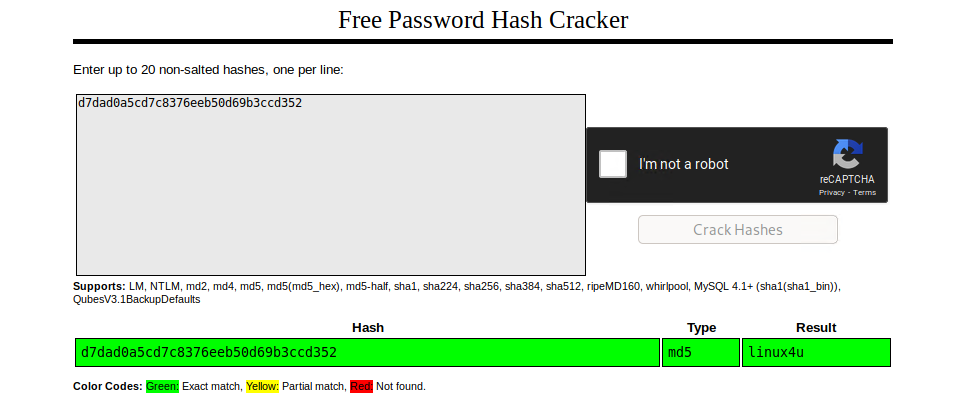 Free Password Hash Cracker
Enter up to 20 non-salted hashes, one per line:
d7dad0a5cd7c8376eeb50d69b3ccd352
I'm not a robot
reCAPTCHA
Privacy - Terms
Crack Hashes
Supports: LM, NTLM, md2, md4, md5, md5(md5_hex), md5-half, sha1, sha224, sha256, sha384, sha512, ripeMD160, whirlpool, MySQL 4.1+ (sha1(sha1_bin)),
QubesV3.1BackupDefaults
Hash Type Result
d7dad0a5cd7c8376eeb50d69b3ccd352 md5 linux4u
Color Codes: Green: Exact match, Yellow: Partial match, Red: Not found.